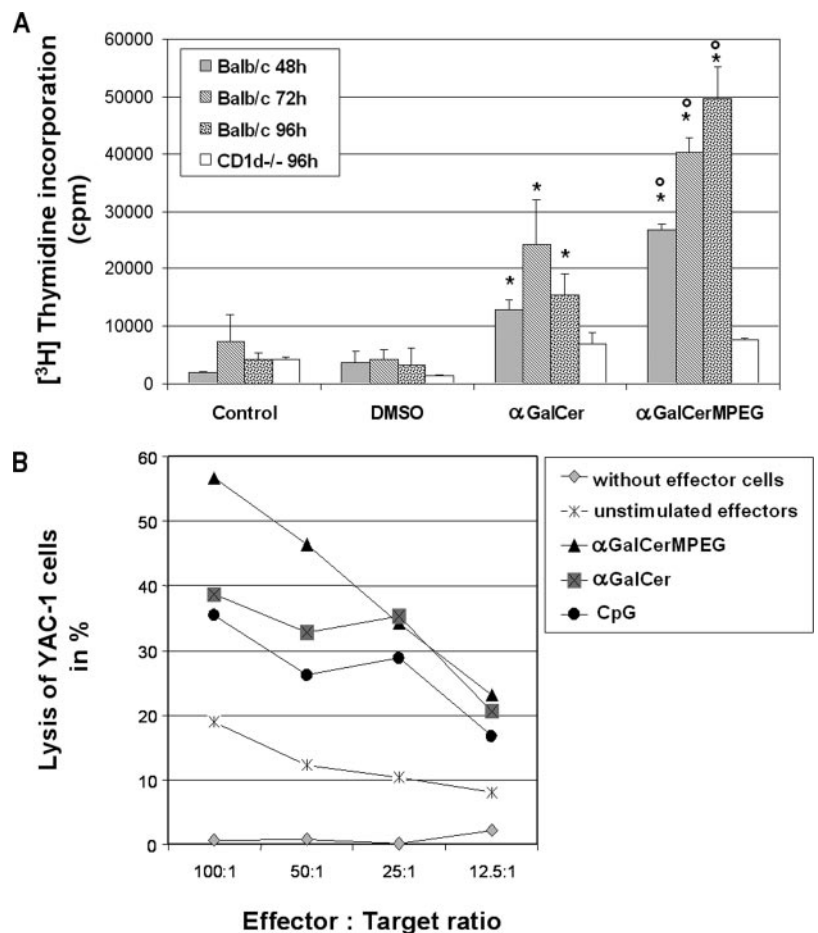 A
60000
50000
40000
30000
20000
10000
0
[³H] Thymidine incorporation
(cpm)
Balb/c 48h
Balb/c 72h
Balb/c 96h
CD1d-/- 96h
* * * ° * ° * ° *
Control DMSO αGalCer αGalCerMPEG
B
60
50
40
30
20
10
0
Lysis of YAC-1 cells
in %
100:1 50:1 25:1 12.5:1
Effector : Target ratio
without effector cells
unstimulated effectors
αGalCerMPEG
αGalCer
CpG